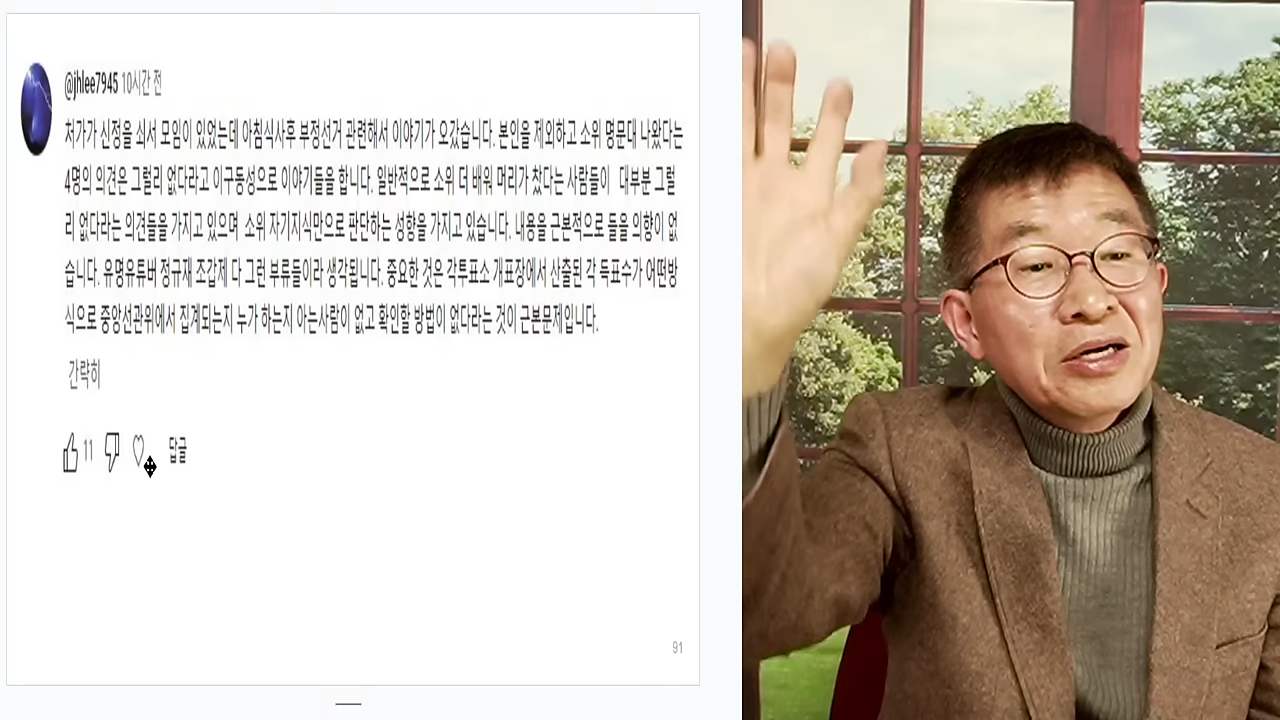 @jhlee7945 10시간 전
처가가 신정을 쇠서 모임이 있었는데 아침식사후 부정선거 관련해서 이야기가 오갔습니다. 본인을 제외하고 소위 명문대 나왔다는
4명의 의견은 그럴리 없다라고 이구동성으로 이야기들을 합니다. 일반적으로 소위 더 배워 머리가 찼다는 사람들이 대부분 그럴
리 없다라는 의견들을 가지고 있으며 소위 자기지식만으로 판단하는 성향을 가지고 있습니다. 내용을 근본적으로 들을 의향이 없
습니다. 유명유튜버 정규재 조갑제 다 그런 부류들이라 생각됩니다. 중요한 것은 각투표소 개표장에서 산출된 각 득표수가 어떤방
식으로 중앙선관위에서 집계되는지 누가 하는지 아는사람이 없고 확인할 방법이 없다라는 것이 근본문제입니다.
간략히
11 답글
91